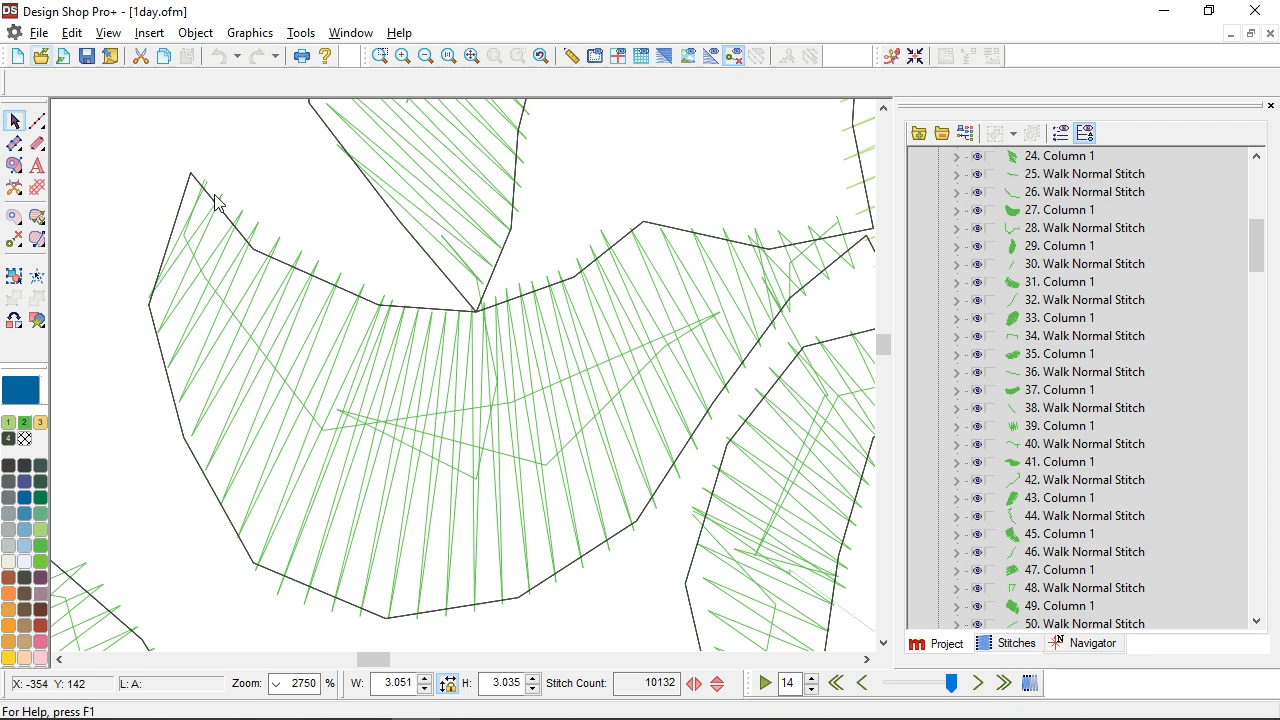 DS Design Shop Pro+ - [1day.ofm]
File Edit View Insert Object Graphics Tools Window Help
24. Column 1
25. Walk Normal Stitch
26. Walk Normal Stitch
27. Column 1
28. Walk Normal Stitch
29. Column 1
30. Walk Normal Stitch
31. Column 1
32. Walk Normal Stitch
33. Column 1
34. Walk Normal Stitch
35. Column 1
36. Walk Normal Stitch
37. Column 1
38. Walk Normal Stitch
39. Column 1
40. Walk Normal Stitch
41. Column 1
42. Walk Normal Stitch
43. Column 1
44. Walk Normal Stitch
45. Column 1
46. Walk Normal Stitch
47. Column 1
48. Walk Normal Stitch
49. Column 1
50. Walk Normal Stitch
1 2 3
4
Project Stitches Navigator
X: -354 Y: 142 L: A: Zoom: 2750 % W: 3.051 H: 3.035 Stitch Count: 10132 14
For Help, press F1